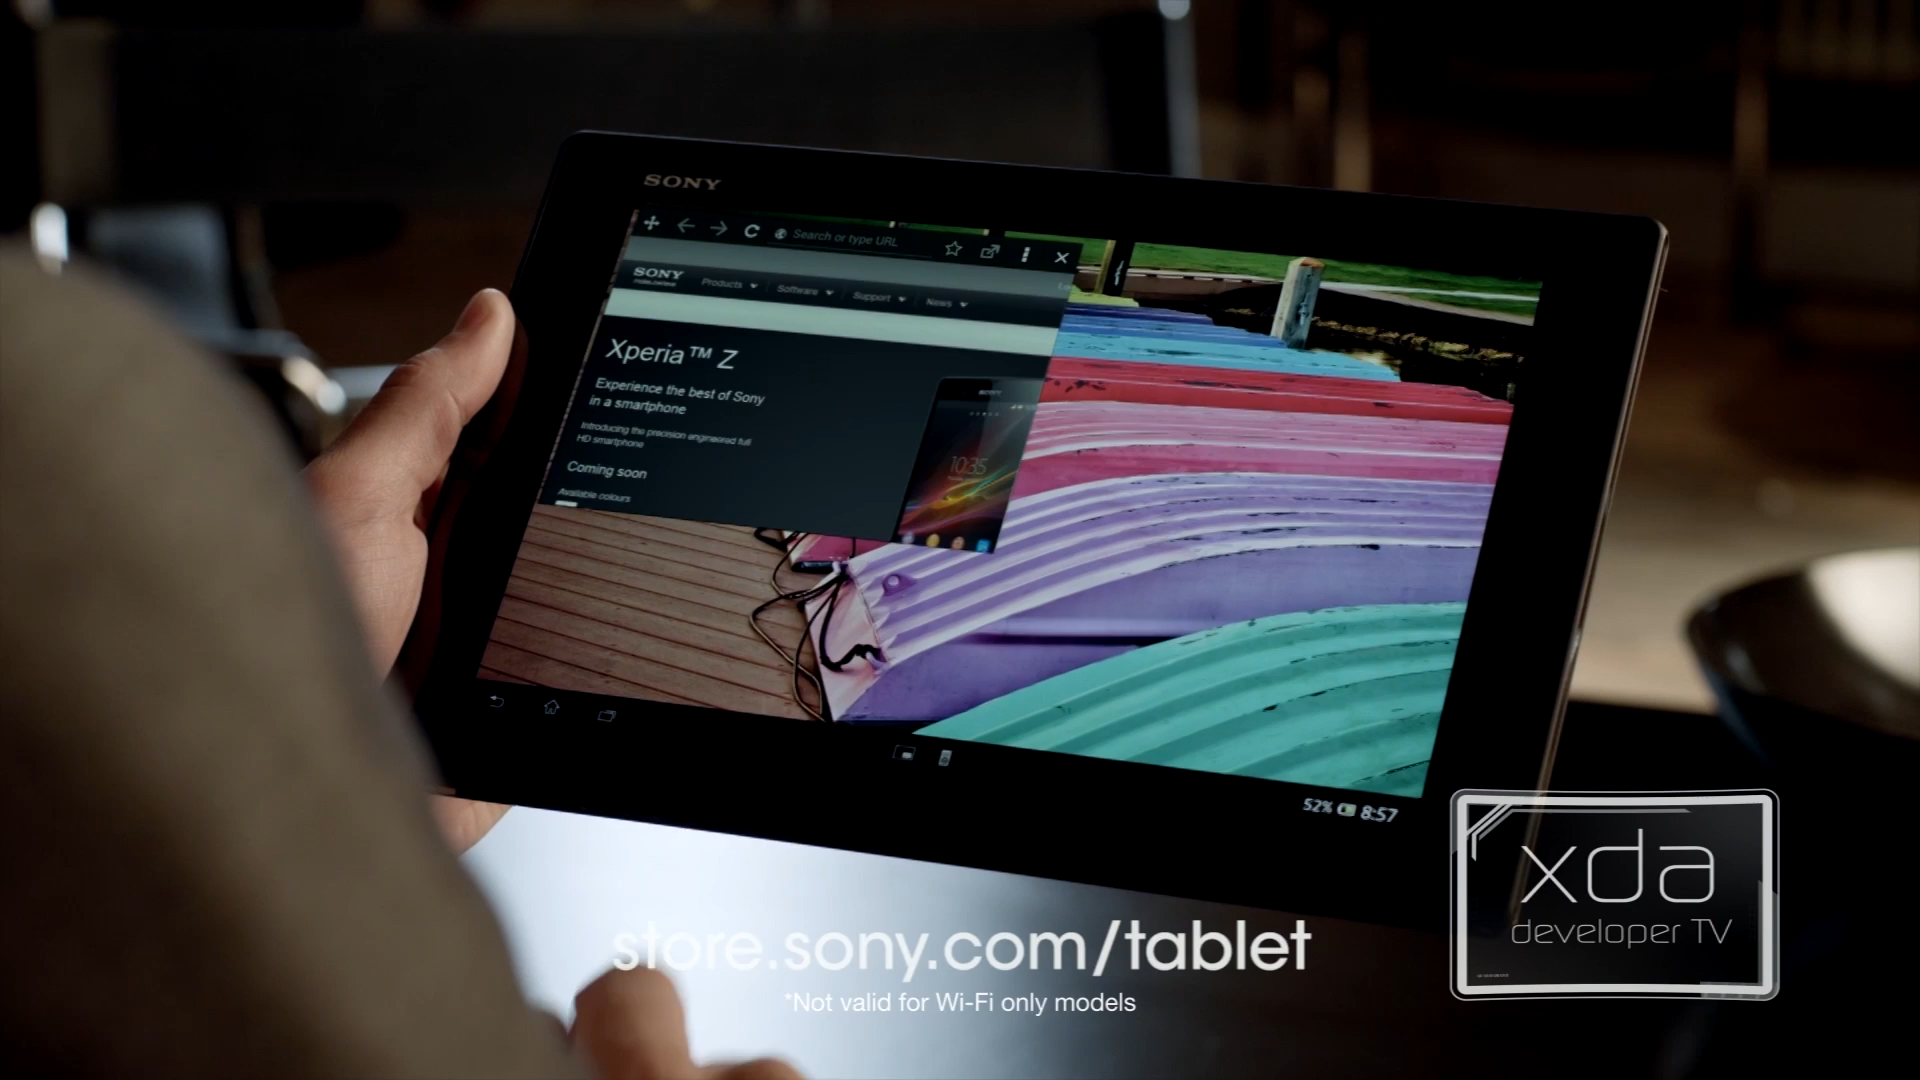 SONY
Search or type URL
SONY
Products
Software
Support
News
Xperia™ Z
Experience the best of Sony
in a smartphone
Introducing the precision engineered full
HD smartphone
Coming soon
Available colours
SONY
10:35
52% 8:57
xda
developer TV
store.sony.com/tablet
*Not valid for Wi-Fi only models